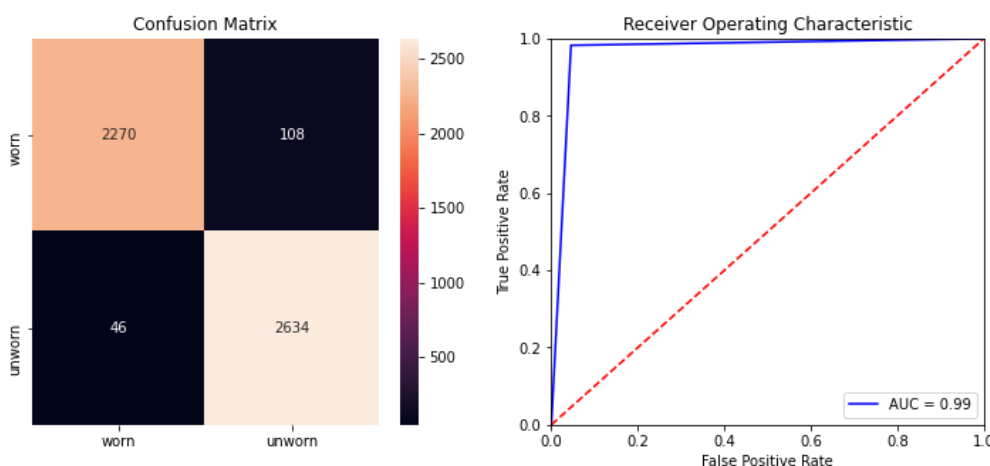 Confusion Matrix
worn
unworn
2270
108
46
2634
worn
unworn
2500
2000
1500
1000
500
Receiver Operating Characteristic
True Positive Rate
1.0
0.8
0.6
0.4
0.2
0.0
AUC = 0.99
0.0
0.2
0.4
0.6
0.8
1.0
False Positive Rate